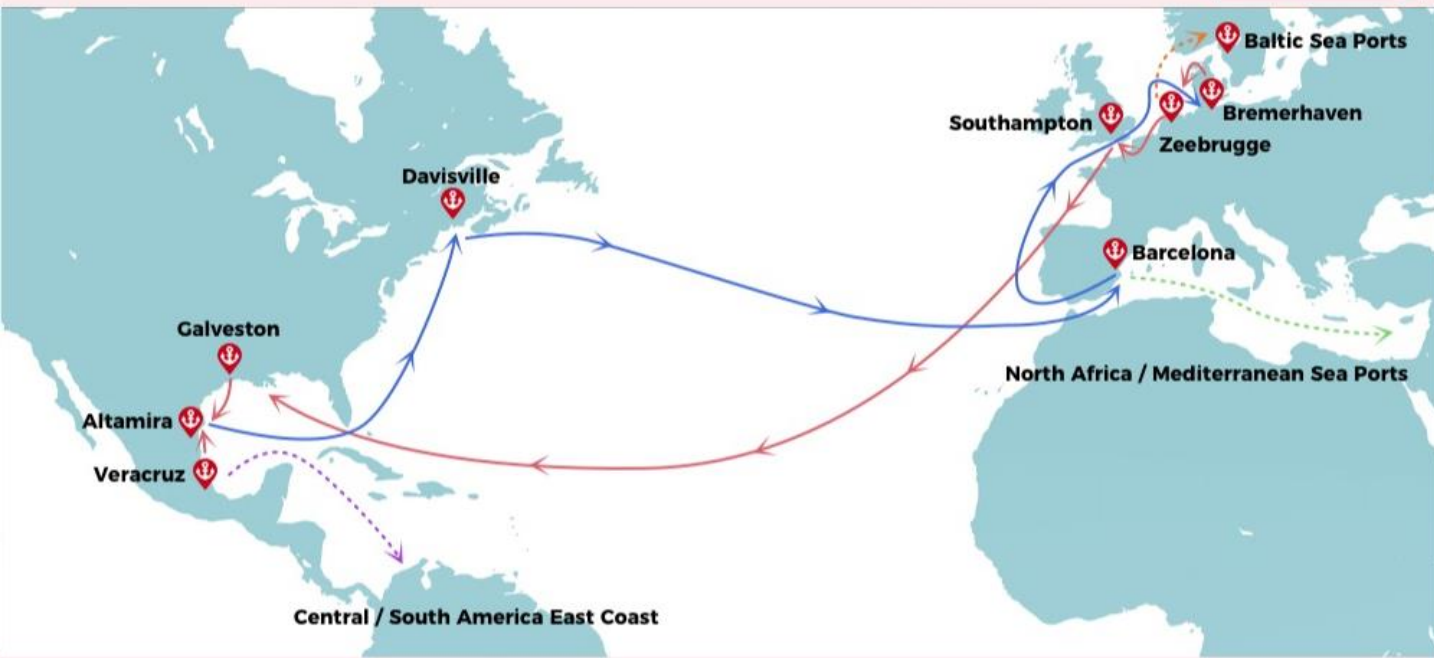 Baltic Sea Ports
Bremerhaven
Southampton
Zeebrugge
Davisville
Barcelona
Galveston
North Africa / Mediterranean Sea Ports
Altamira
Veracruz
Central / South America East Coast